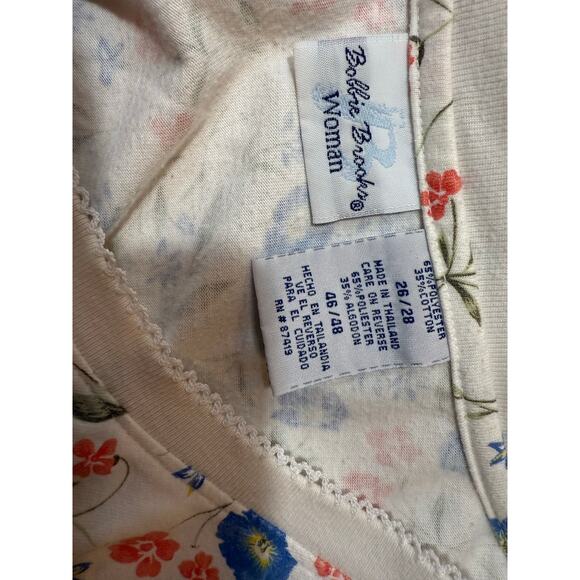 Bobbie Brooks®
Woman
65%POLYESTER
35%COTTON
26/28
MADE IN THAILAND
CARE ON REVERSE
65%POLIESTER
35%ALGODON
46/48
HECHO EN TAILANDIA
VE EL REVERSO
PARA EL CUIDADO
RN # 87419